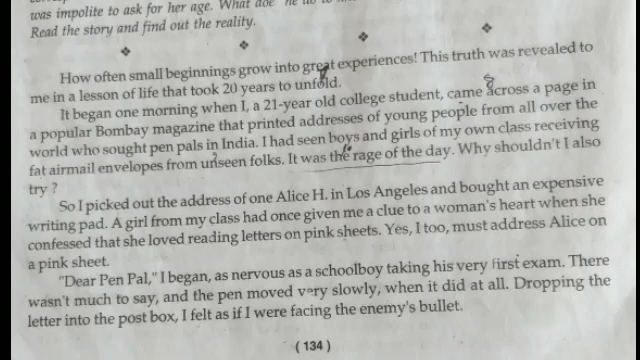 was impolite to ask for her age. What
Read the story and find out the reality.
How often small beginnings grow into great experiences! This truth was revealed to
me in a lesson of life that took 20 years to unfold.
It began one morning when I, a 21-year old college student, came across a page in
a popular Bombay magazine that printed addresses of young people from all over the
world who sought pen pals in India. I had seen boys and girls of my own class receiving
fat airmail envelopes from unseen folks. It was the rage of the day. Why shouldn't I also
try ?
So I picked out the address of one Alice H. in Los Angeles and bought an expensive
writing pad. A girl from my class had once given me a clue to a woman's heart when she
confessed that she loved reading letters on pink sheets. Yes, I too, must address Alice on
a pink sheet.
"Dear Pen Pal," I began, as nervous as a schoolboy taking his very first exam. There
wasn't much to say, and the pen moved very slowly, when it did at all. Dropping the
letter into the post box, I felt as if I were facing the enemy's bullet.
( 134 )